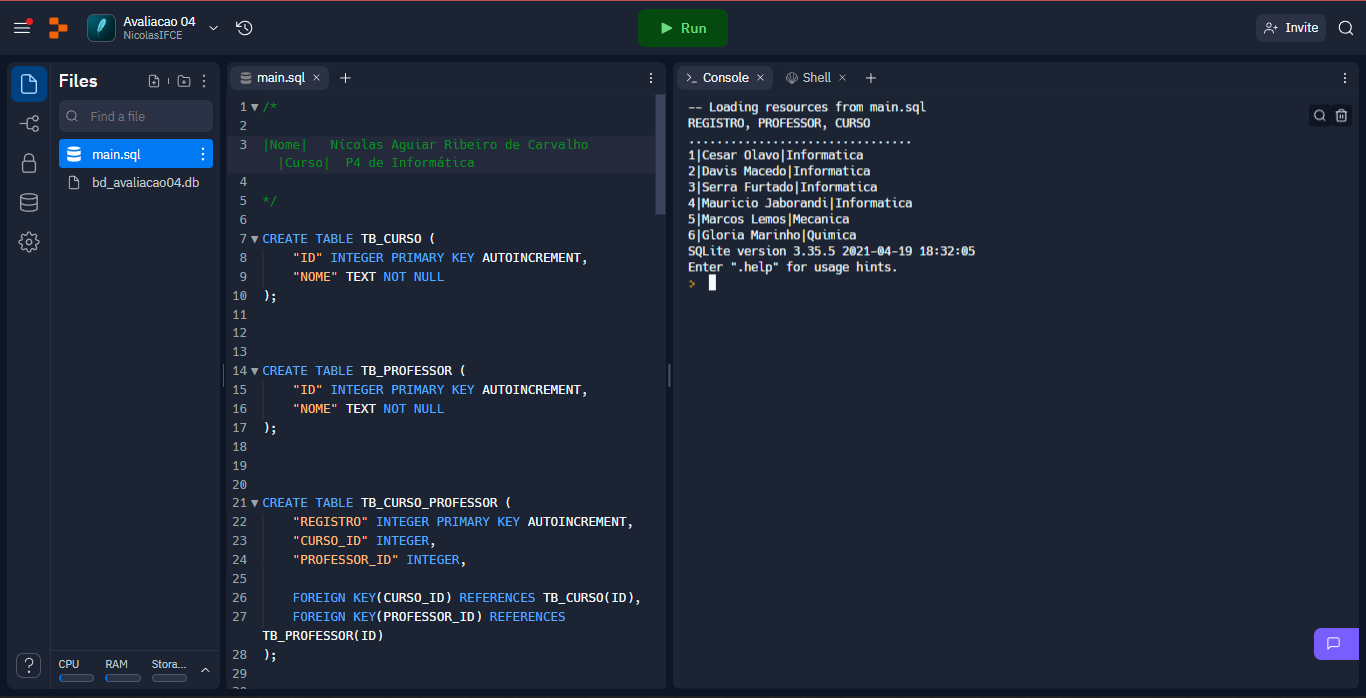 Avaliacao 04
NicolasIFCE
Run
Invite
Files
Find a file
main.sql
bd_avaliacao04.db
CPU RAM Stora...
main.sql
1 /*
2
3 |Nome|   Nícolas Aguiar Ribeiro de Carvalho
|Curso|  P4 de Informática
4
5 */
6
7 CREATE TABLE TB_CURSO (
8     "ID" INTEGER PRIMARY KEY AUTOINCREMENT,
9     "NOME" TEXT NOT NULL
10 );
11
12
13
14 CREATE TABLE TB_PROFESSOR (
15     "ID" INTEGER PRIMARY KEY AUTOINCREMENT,
16     "NOME" TEXT NOT NULL
17 );
18
19
20
21 CREATE TABLE TB_CURSO_PROFESSOR (
22     "REGISTRO" INTEGER PRIMARY KEY AUTOINCREMENT,
23     "CURSO_ID" INTEGER,
24     "PROFESSOR_ID" INTEGER,
25
26     FOREIGN KEY(CURSO_ID) REFERENCES TB_CURSO(ID),
27     FOREIGN KEY(PROFESSOR_ID) REFERENCES
TB_PROFESSOR(ID)
28 );
29
Console
Shell
-- Loading resources from main.sql
REGISTRO, PROFESSOR, CURSO
................................
1|Cesar Olavo|Informatica
2|Davis Macedo|Informatica
3|Serra Furtado|Informatica
4|Mauricio Jaborandi|Informatica
5|Marcos Lemos|Mecanica
6|Gloria Marinho|Quimica
SQLite version 3.35.5 2021-04-19 18:32:05
Enter ".help" for usage hints.
>